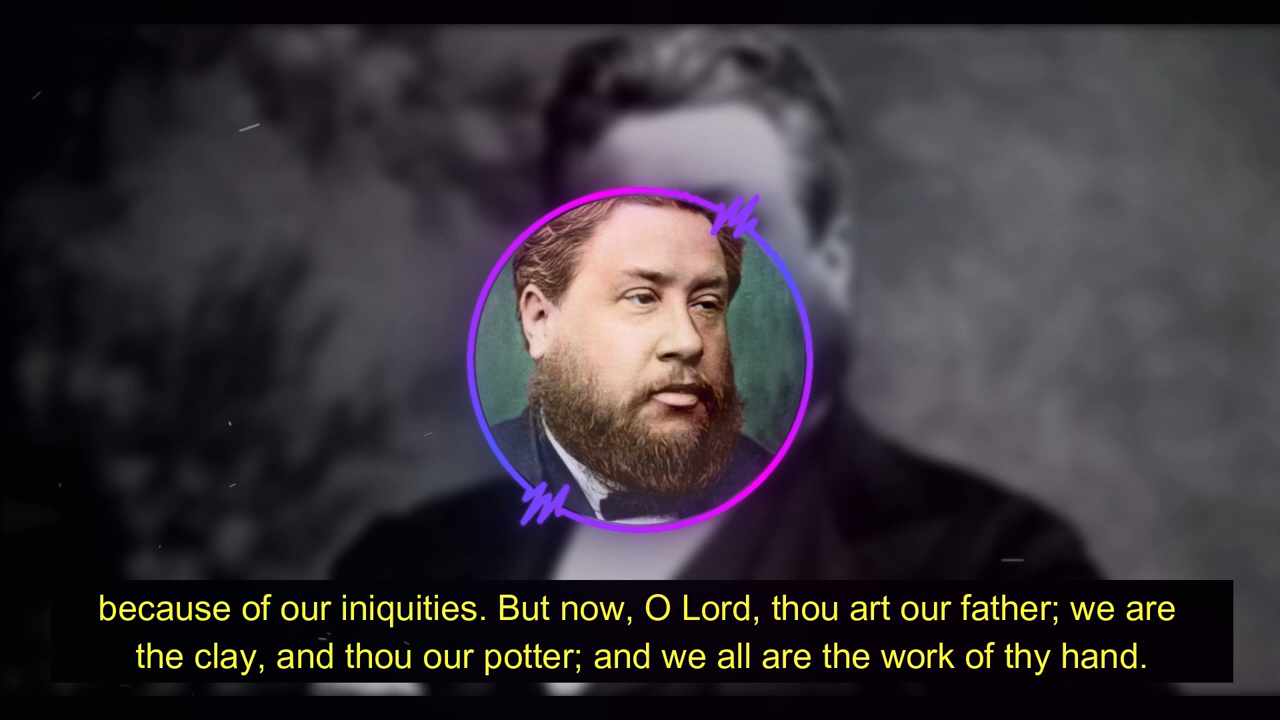 because of our iniquities. But now, O Lord, thou art our father; we are
the clay, and thou our potter; and we all are the work of thy hand.